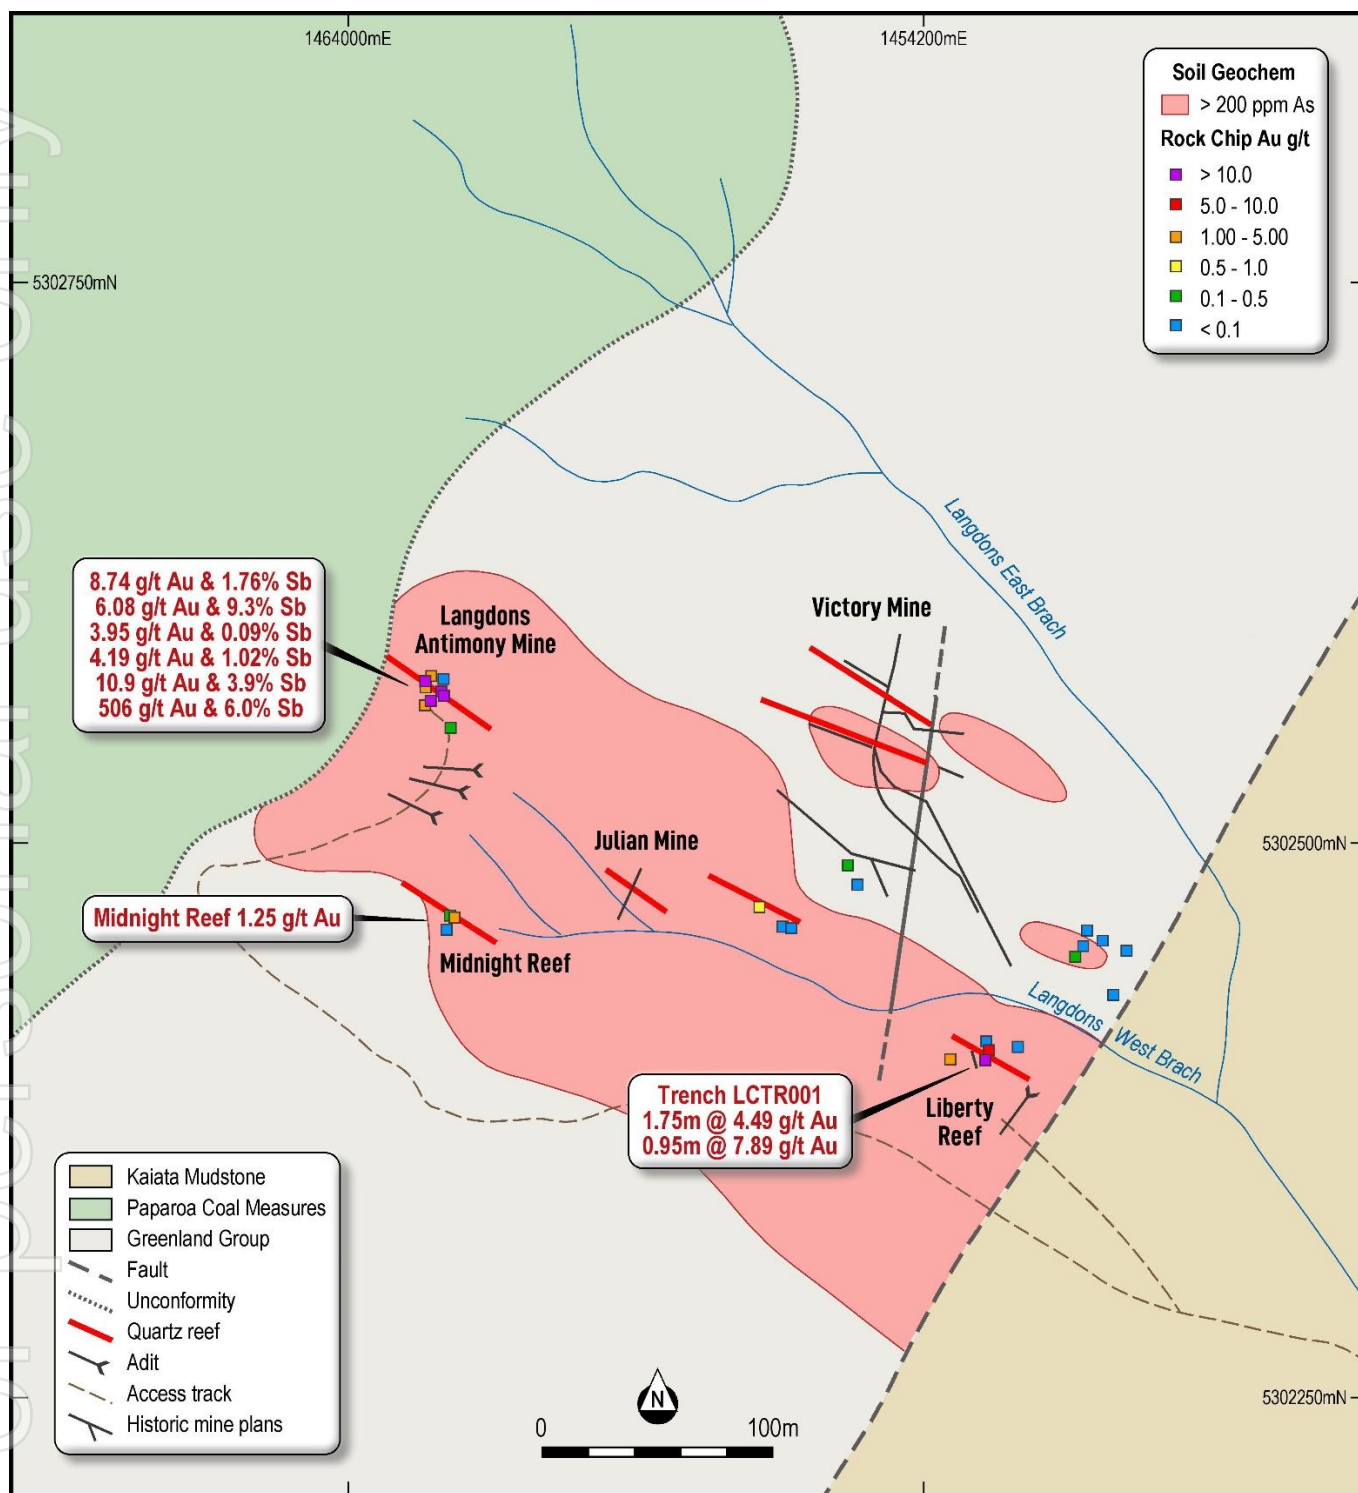 1464000mE
1454200mE
Soil Geochem
> 200 ppm As
Rock Chip Au g/t
> 10.0
5.0 - 10.0
1.00 - 5.00
0.5 - 1.0
0.1 - 0.5
< 0.1
5302750mN
Langdons East Brach
8.74 g/t Au & 1.76% Sb
6.08 g/t Au & 9.3% Sb
3.95 g/t Au & 0.09% Sb
4.19 g/t Au & 1.02% Sb
10.9 g/t Au & 3.9% Sb
506 g/t Au & 6.0% Sb
Langdons
Antimony Mine
Victory Mine
Julian Mine
5302500mN
Midnight Reef 1.25 g/t Au
Midnight Reef
Langdons West Brach
Trench LCTR001
1.75m @ 4.49 g/t Au
0.95m @ 7.89 g/t Au
Liberty
Reef
Kaiata Mudstone
Paparoa Coal Measures
Greenland Group
Fault
Unconformity
Quartz reef
Adit
Access track
Historic mine plans
N
0 100m
5302250mN